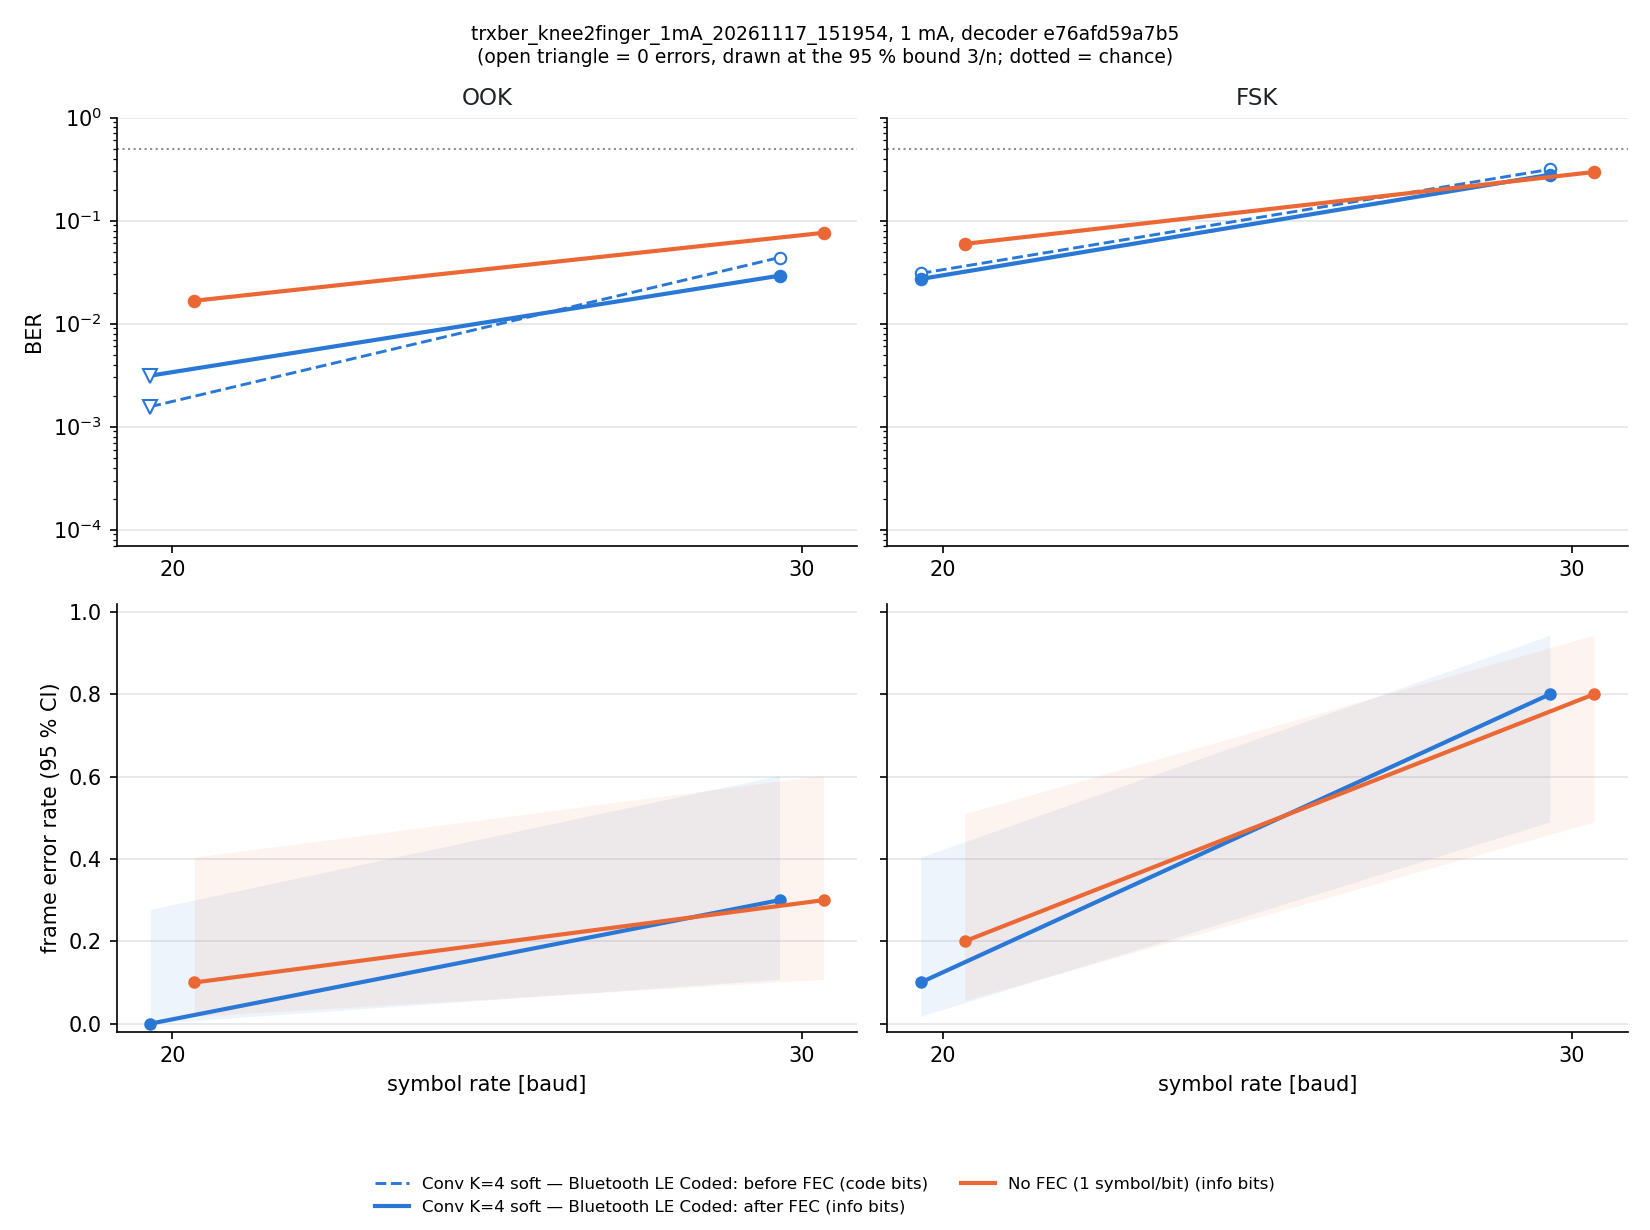 trxber_knee2finger_1mA_20261117_151954, 1 mA, decoder e76afd59a7b5
(open triangle = 0 errors, drawn at the 95 % bound 3/n; dotted = chance)
OOK
FSK
BER
10⁰
10⁻¹
10⁻²
10⁻³
10⁻⁴
20
30
20
30
frame error rate (95 % CI)
1.0
0.8
0.6
0.4
0.2
0.0
20
30
20
30
symbol rate [baud]
symbol rate [baud]
Conv K=4 soft — Bluetooth LE Coded: before FEC (code bits)
Conv K=4 soft — Bluetooth LE Coded: after FEC (info bits)
No FEC (1 symbol/bit) (info bits)